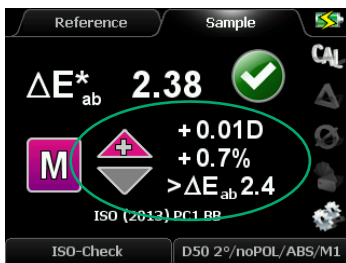 Reference
Sample
CAL
ΔE*ab 2.38
M
+0.01D
+0.7%
>ΔEab 2.4
ISO (2013) PC1 BB
ISO-Check
D50 2°/noPOL/ABS/M1